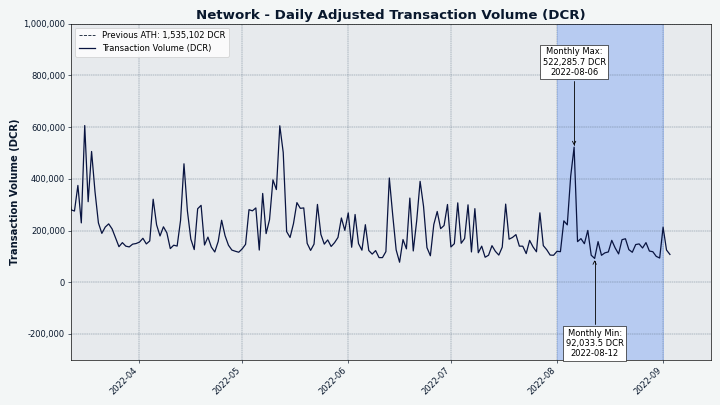 Network - Daily Adjusted Transaction Volume (DCR)
1,000,000
800,000
600,000
400,000
200,000
0
-200,000
Transaction Volume (DCR)
Previous ATH: 1,535,102 DCR
Transaction Volume (DCR)
Monthly Max:
522,285.7 DCR
2022-08-06
Monthly Min:
92,033.5 DCR
2022-08-12
2022-04
2022-05
2022-06
2022-07
2022-08
2022-09